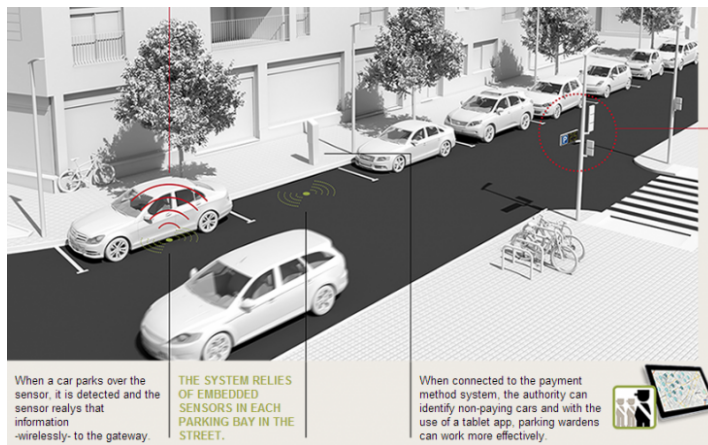 P
When a car parks over the
sensor, it is detected and the
sensor realys that
information
-wirelessly- to the gateway.
THE SYSTEM RELIES
OF EMBEDDED
SENSORS IN EACH
PARKING BAY IN THE
STREET.
When connected to the payment
method system, the authority can
identify non-paying cars and with the
use of a tablet app, parking wardens
can work more effectively.